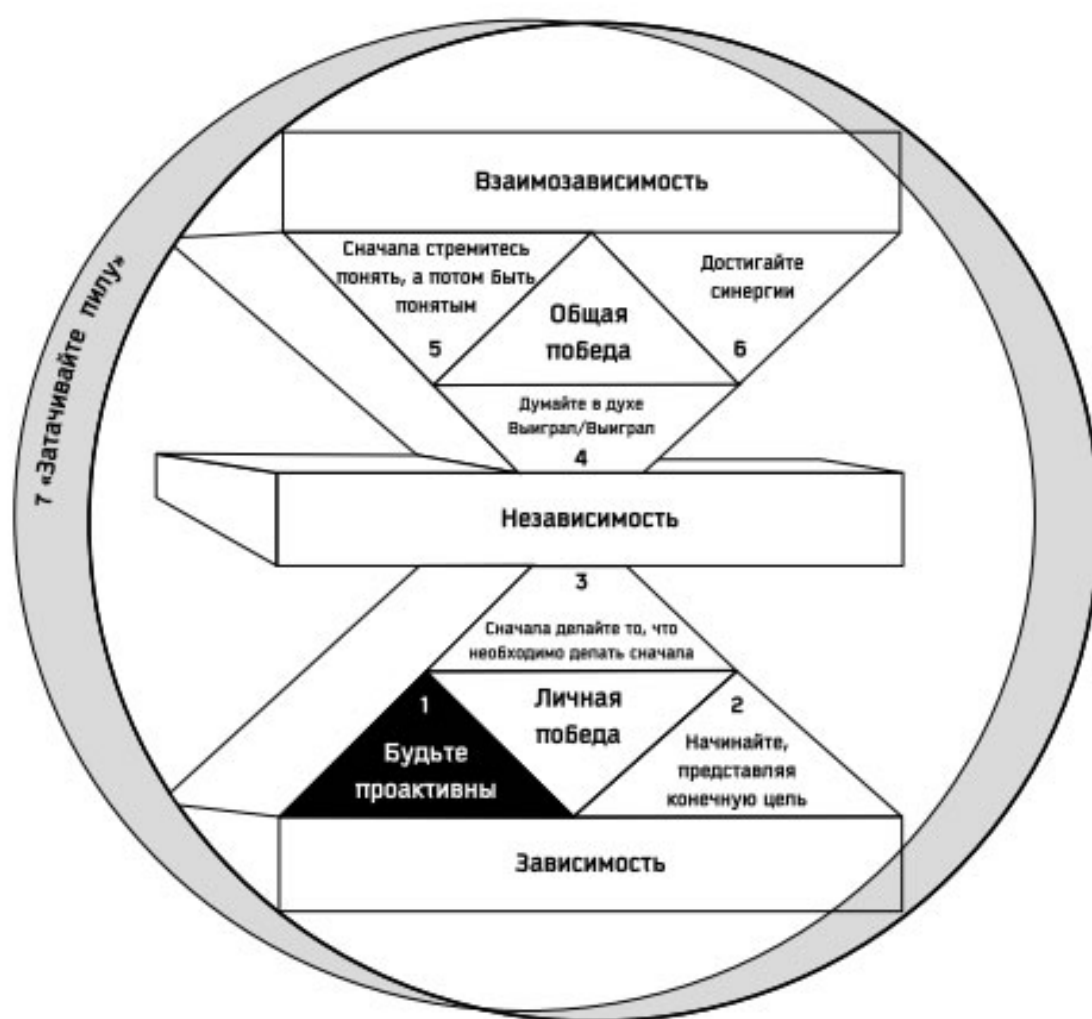 7 «Затачивайте пилу»
Взаимозависимость
Сначала стремитесь
понять, а потом быть
понятым
5
Общая
победа
Достигайте
синергии
6
Думайте в духе
Выиграл/Выиграл
4
Независимость
3
Сначала делайте то, что
необходимо делать сначала
1
Будьте
проактивны
Личная
победа
2
Начинайте,
представляя
конечную цель
Зависимость